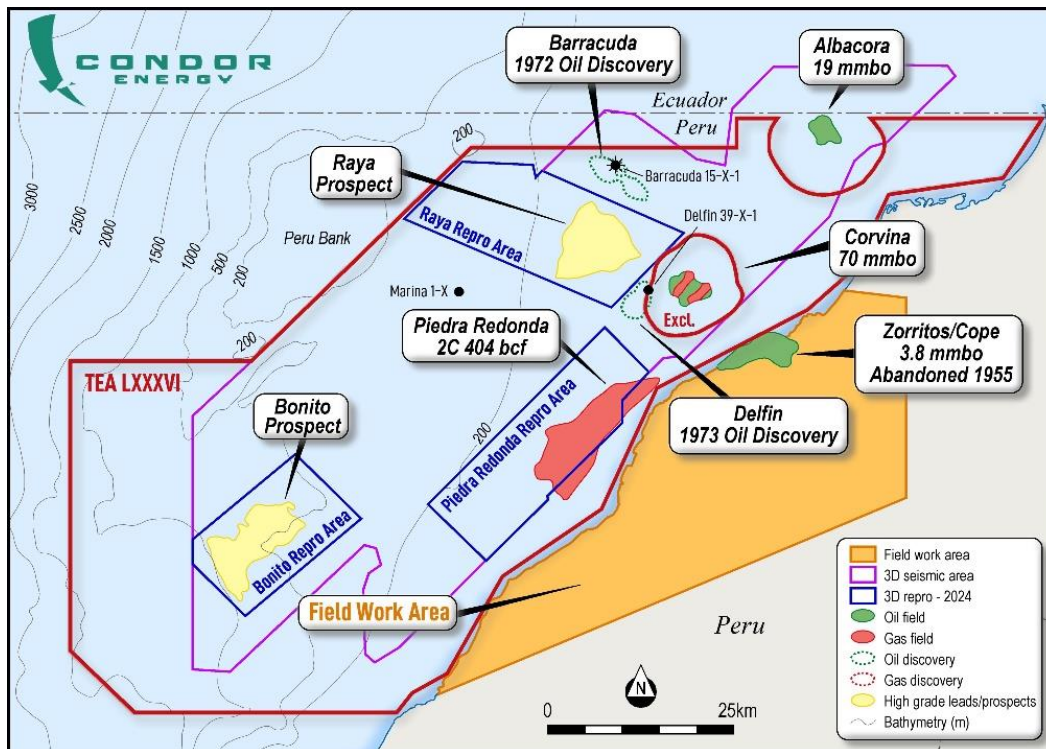 CONDOR
ENERGY
Barracuda
1972 Oil Discovery
Albacora
19 mmbo
Ecuador
Peru
200
Raya
Prospect
Barracuda 15-X-1
3000
2500
2000
1500
1000
500
200
Peru Bank
Raya Repro Area
Delfin 39-X-1
Corvina
70 mmbo
Marina 1-X
Excl.
Piedra Redonda
2C 404 bcf
Zorritos/Cope
3.8 mmbo
Abandoned 1955
200
TEA LXXXVI
Bonito
Prospect
200
Piedra Redonda Repro Area
Delfin
1973 Oil Discovery
Bonito Repro Area
Field Work Area
Peru
N
0
25km
Field work area
3D seismic area
3D repro - 2024
Oil field
Gas field
Oil discovery
Gas discovery
High grade leads/prospects
Bathymetry (m)